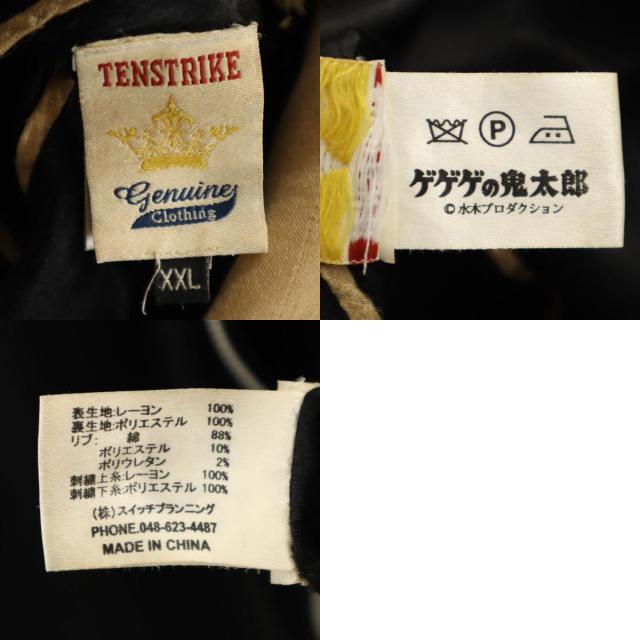 TENSTRIKE
Genuine
Clothing
XXL
P
ゲゲゲの鬼太郎
©水木プロダクション
表生地:レーヨン 100%
裏生地:ポリエステル 100%
リブ: 綿 88%
ポリエステル 10%
ポリウレタン 2%
刺繍上糸:レーヨン 100%
刺繍下糸:ポリエステル 100%
(株)スイッチプランニング
PHONE.048-623-4487
MADE IN CHINA